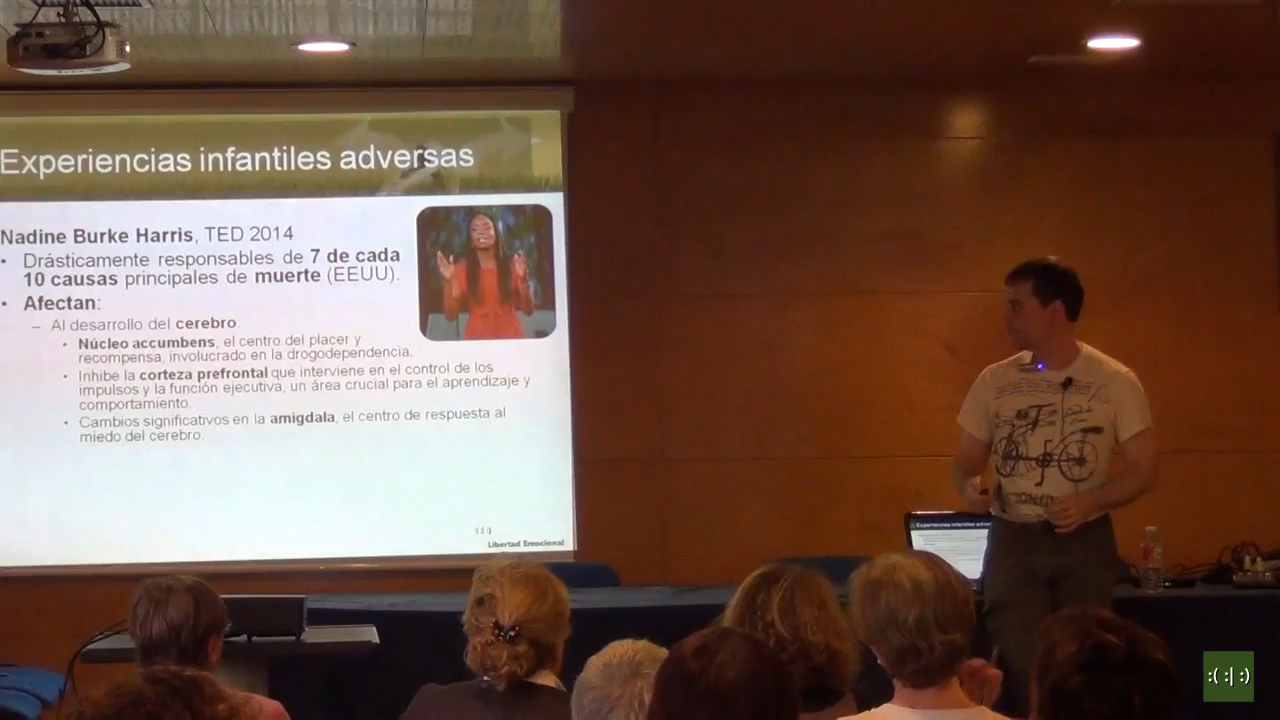 Experiencias infantiles adversas
Nadine Burke Harris, TED 2014
• Drásticamente responsables de 7 de cada
10 causas principales de muerte (EEUU).
• Afectan:
– Al desarrollo del cerebro
• Núcleo accumbens, el centro del placer y
recompensa, involucrado en la drogodependencia.
• Inhibe la corteza prefrontal que interviene en el control de los
impulsos y la función ejecutiva, un área crucial para el aprendizaje y
comportamiento.
• Cambios significativos en la amigdala, el centro de respuesta al
miedo del cerebro.
Libertad Emocional
Experiencias infantiles adver
:( :| :)